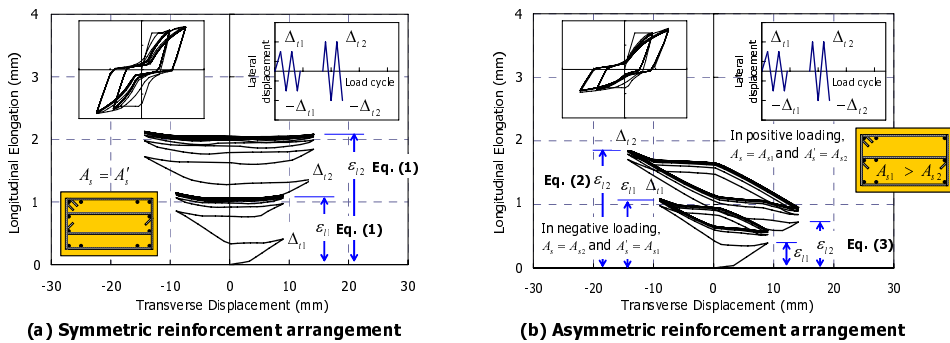 4
3
2
1
0
-30
-20
-10
0
10
20
30
Longitudinal Elongation (mm)
Transverse Displacement (mm)
Δt1
Δt2
Lateral displacement
Load cycle
−Δt1
−Δt2
As = A′s
Δt2
Δt1
εl1
Eq. (1)
εl2
Eq. (1)
(a) Symmetric reinforcement arrangement
4
3
2
1
0
-30
-20
-10
0
10
20
30
Longitudinal Elongation (mm)
Transverse Displacement (mm)
Δt1
Δt2
Lateral displacement
Load cycle
−Δt1
−Δt2
In positive loading,
As = As1 and A′s = As2
As1 > As2
Δt2
Eq. (2)
εl2
εl1
Δt1
In negative loading,
As = As2 and A′s = As1
εl1
εl2
Eq. (3)
(b) Asymmetric reinforcement arrangement